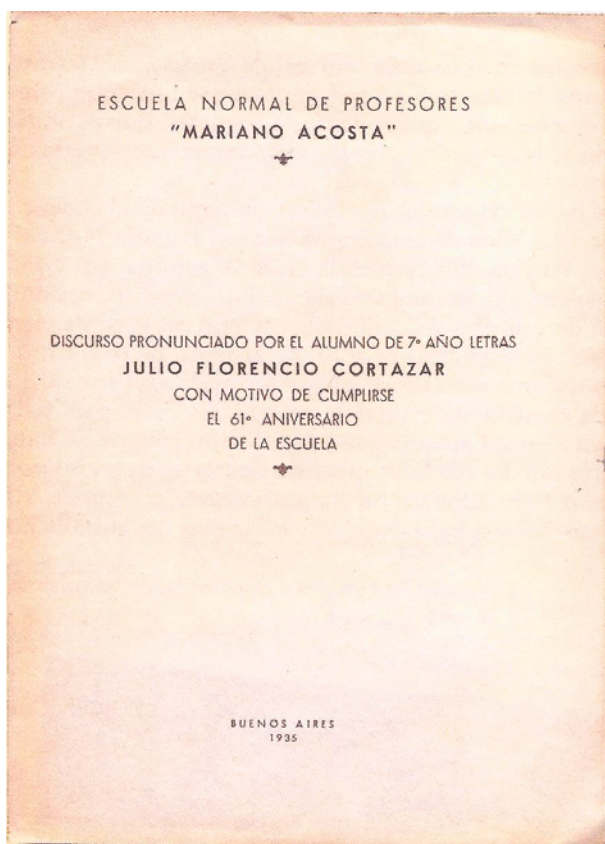 ESCUELA NORMAL DE PROFESORES
"MARIANO ACOSTA"
DISCURSO PRONUNCIADO POR EL ALUMNO DE 7º AÑO LETRAS
JULIO FLORENCIO CORTAZAR
CON MOTIVO DE CUMPLIRSE
EL 61º ANIVERSARIO
DE LA ESCUELA
BUENOS AIRES
1935